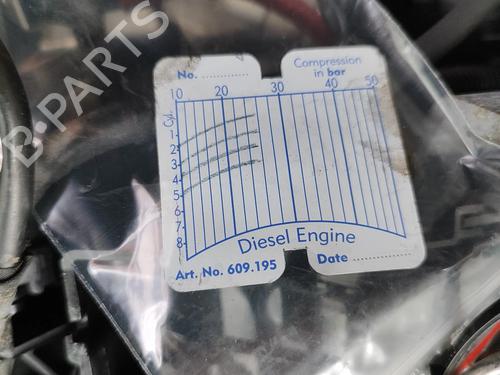 B-PARTS
No. ..............
Compression
in bar
10 20 30 40 50
Cyl.
1
2
3
4
5
6
7
8
Diesel Engine
Art. No. 609.195
Date ..................